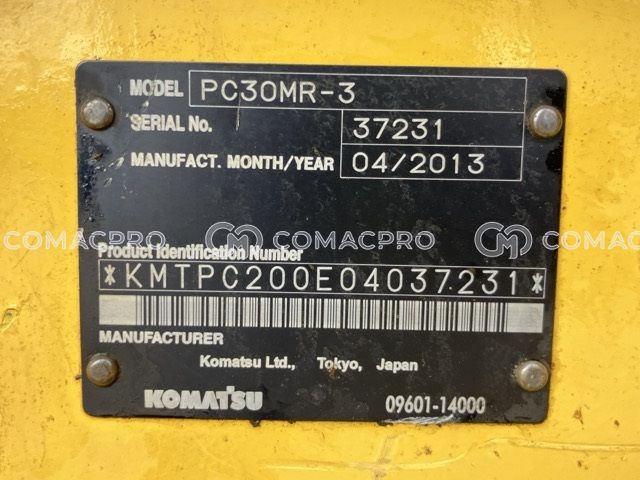 MODEL PC30MR-3
SERIAL No. 37231
MANUFACT. MONTH/YEAR 04/2013
COMACPRO COMACPRO COMACPRO
Product Identification Number
*KMTPC200E04037231*
MANUFACTURER
Komatsu Ltd., Tokyo, Japan
KOMATSU 09601-14000